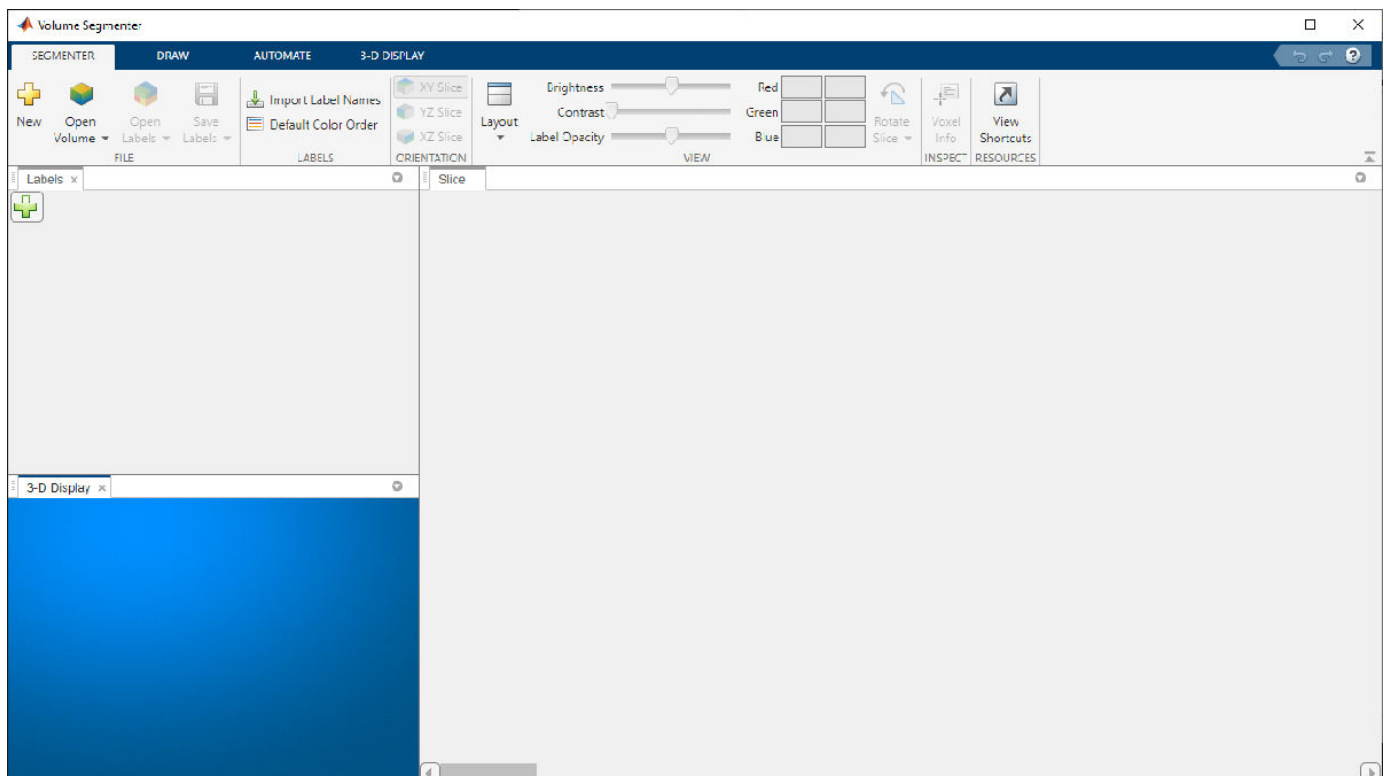 Volume Segmenter
SEGMENTER DRAW AUTOMATE 3-D DISPLAY
New
Open Volume
Open Labels
Save Labels
FILE
Import Label Names
Default Color Order
LABELS
XY Slice
YZ Slice
XZ Slice
ORIENTATION
Layout
Brightness
Contrast
Label Opacity
Red
Green
Blue
Rotate Slice
VIEW
Voxel Info
INSPECT
View Shortcuts
RESOURCES
Labels
Slice
3-D Display